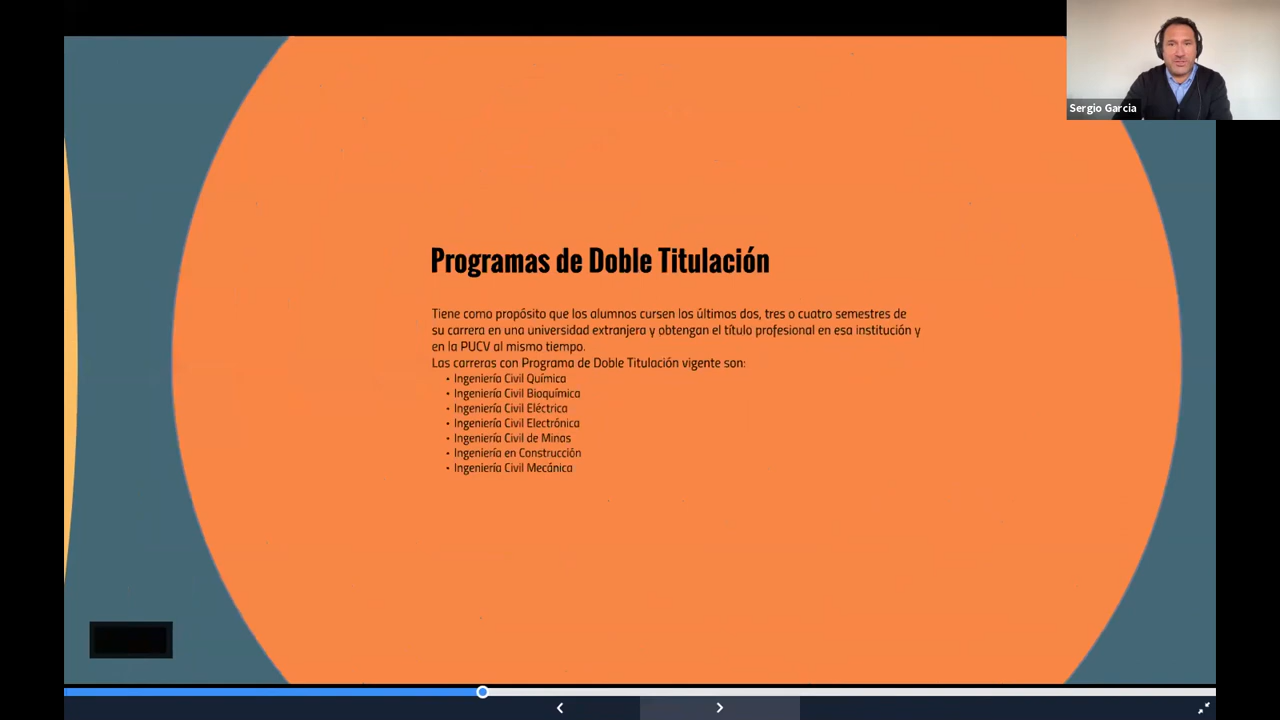 Sergio Garcia
Programas de Doble Titulación
Tiene como propósito que los alumnos cursen los últimos dos, tres o cuatro semestres de
su carrera en una universidad extranjera y obtengan el título profesional en esa institución y
en la PUCV al mismo tiempo.
Las carreras con Programa de Doble Titulación vigente son:
• Ingeniería Civil Química
• Ingeniería Civil Bioquímica
• Ingeniería Civil Eléctrica
• Ingeniería Civil Electrónica
• Ingeniería Civil de Minas
• Ingeniería en Construcción
• Ingeniería Civil Mecánica